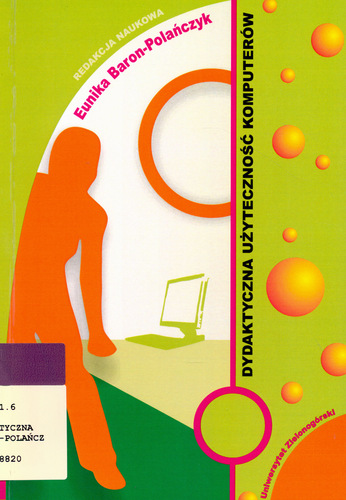 REDAKCJA NAUKOWA
Eunika Baron-Polańczyk
DYDAKTYCZNA UŻYTECZNOŚĆ KOMPUTERÓW
Uniwersytet Zielonogórski
1.6
TYCZNA
-POLAŃCZ
8820